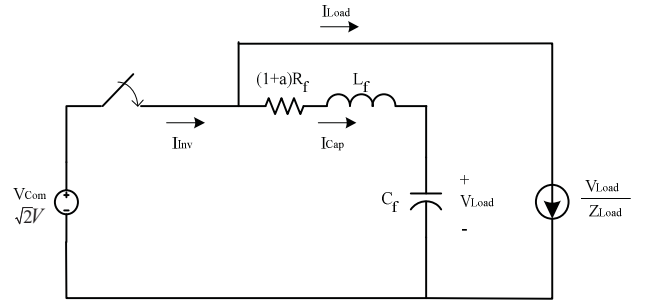 ILoad
(1+a)Rf
Lf
IInv
ICap
VCom
√2V
+
-
Cf
+
VLoad
-
VLoad
ZLoad